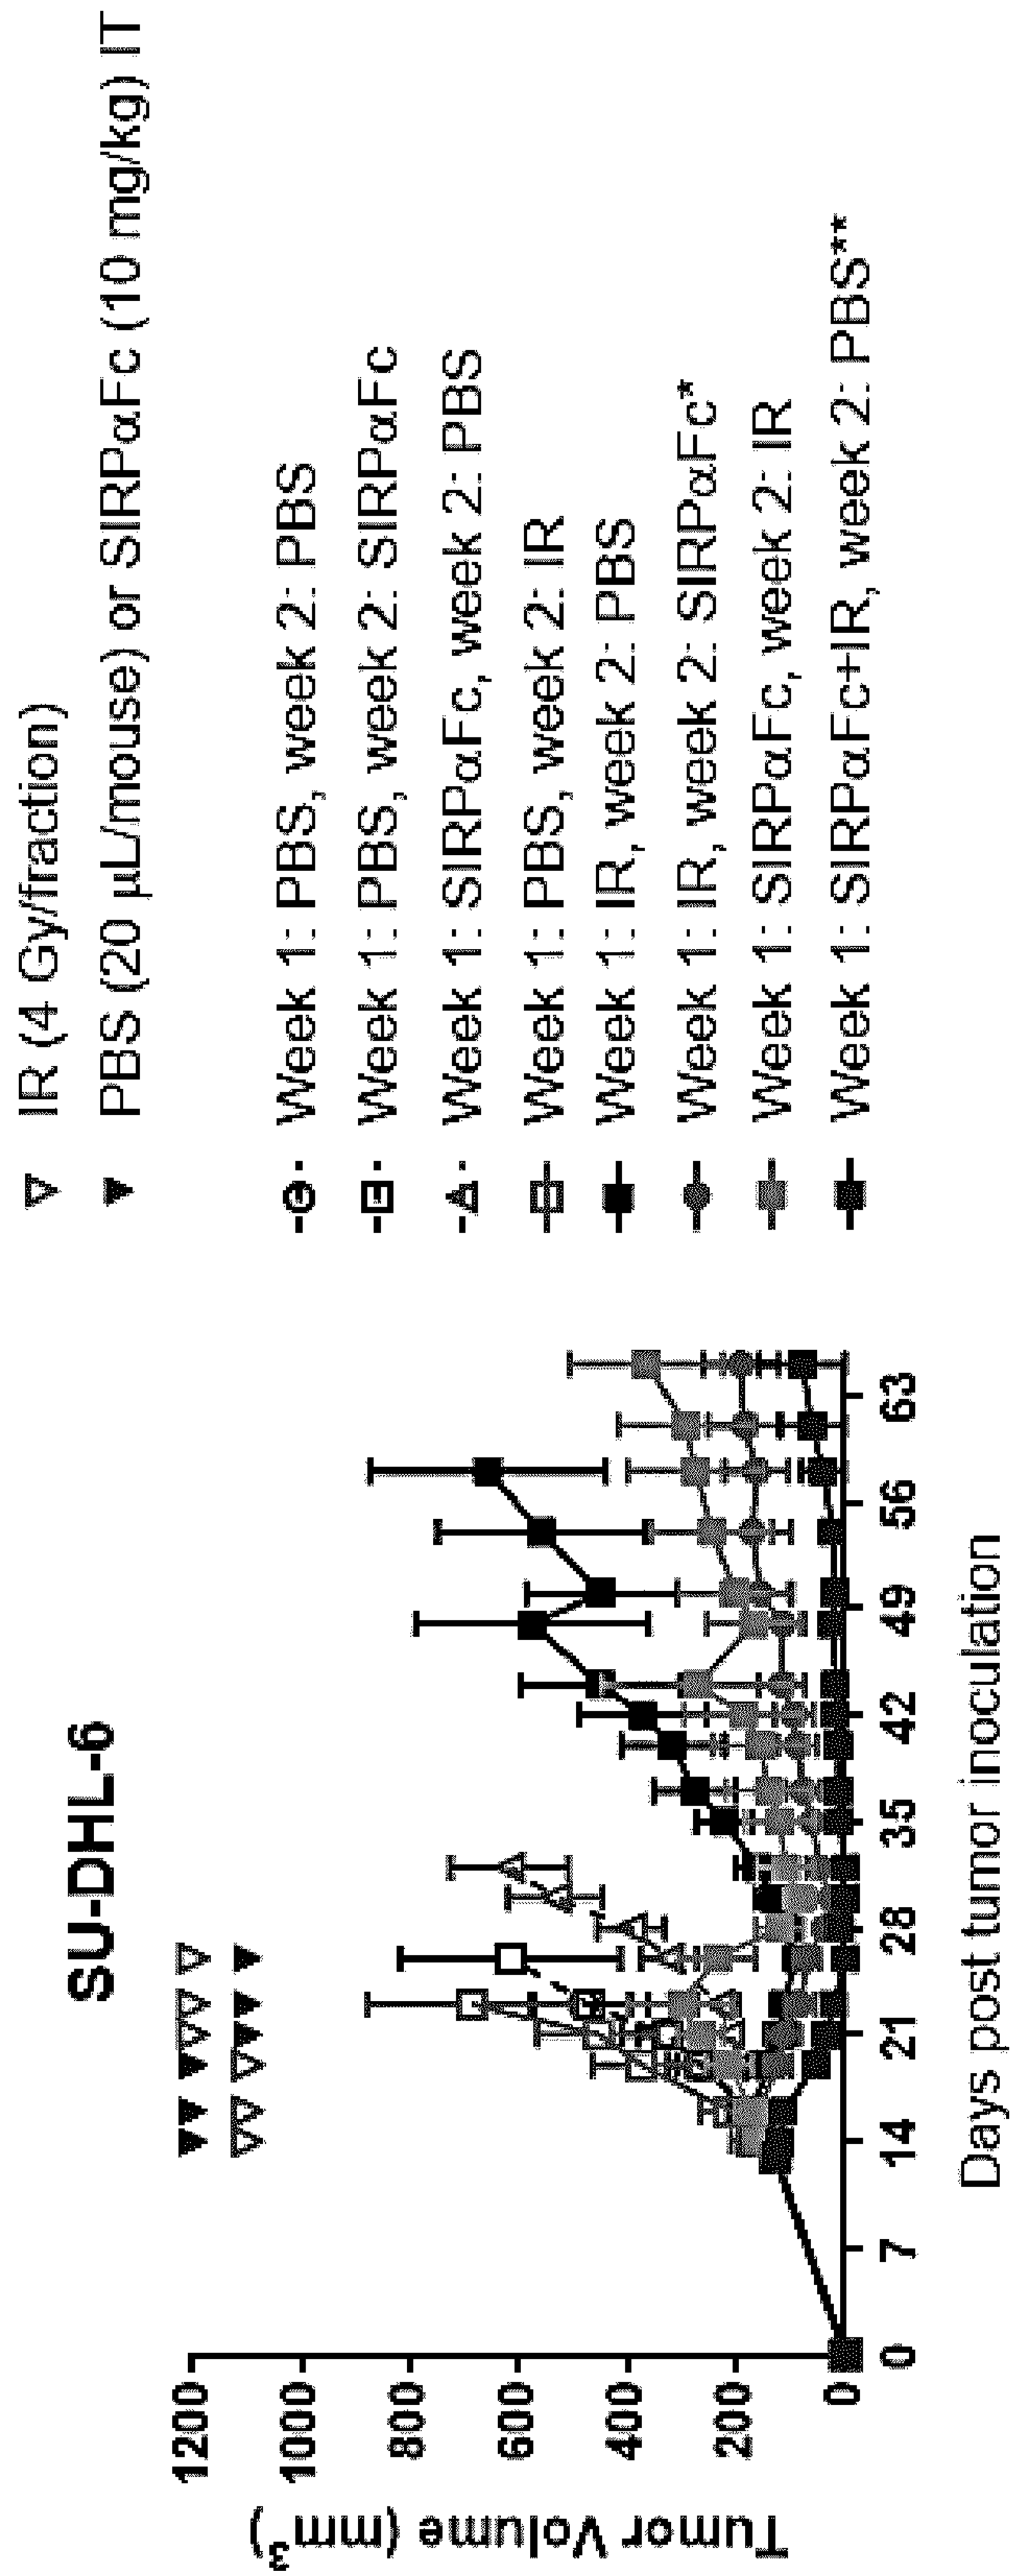 SU-DHL-6
IR (4 Gy/fraction)
PBS (20 µL/mouse) or SIRPαFc (10 mg/kg) IT
Week 1: PBS, week 2: PBS
Week 1: PBS, week 2: SIRPαFc
Week 1: SIRPαFc, week 2: PBS
Week 1: PBS, week 2: IR
Week 1: IR, week 2: PBS
Week 1: IR, week 2: SIRPαFc*
Week 1: SIRPαFc, week 2: IR
Week 1: SIRPαFc+IR, week 2: PBS**
Tumor Volume (mm³)
1200
1000
800
600
400
200
0
0 7 14 21 28 35 42 49 56 63
Days post tumor inoculation